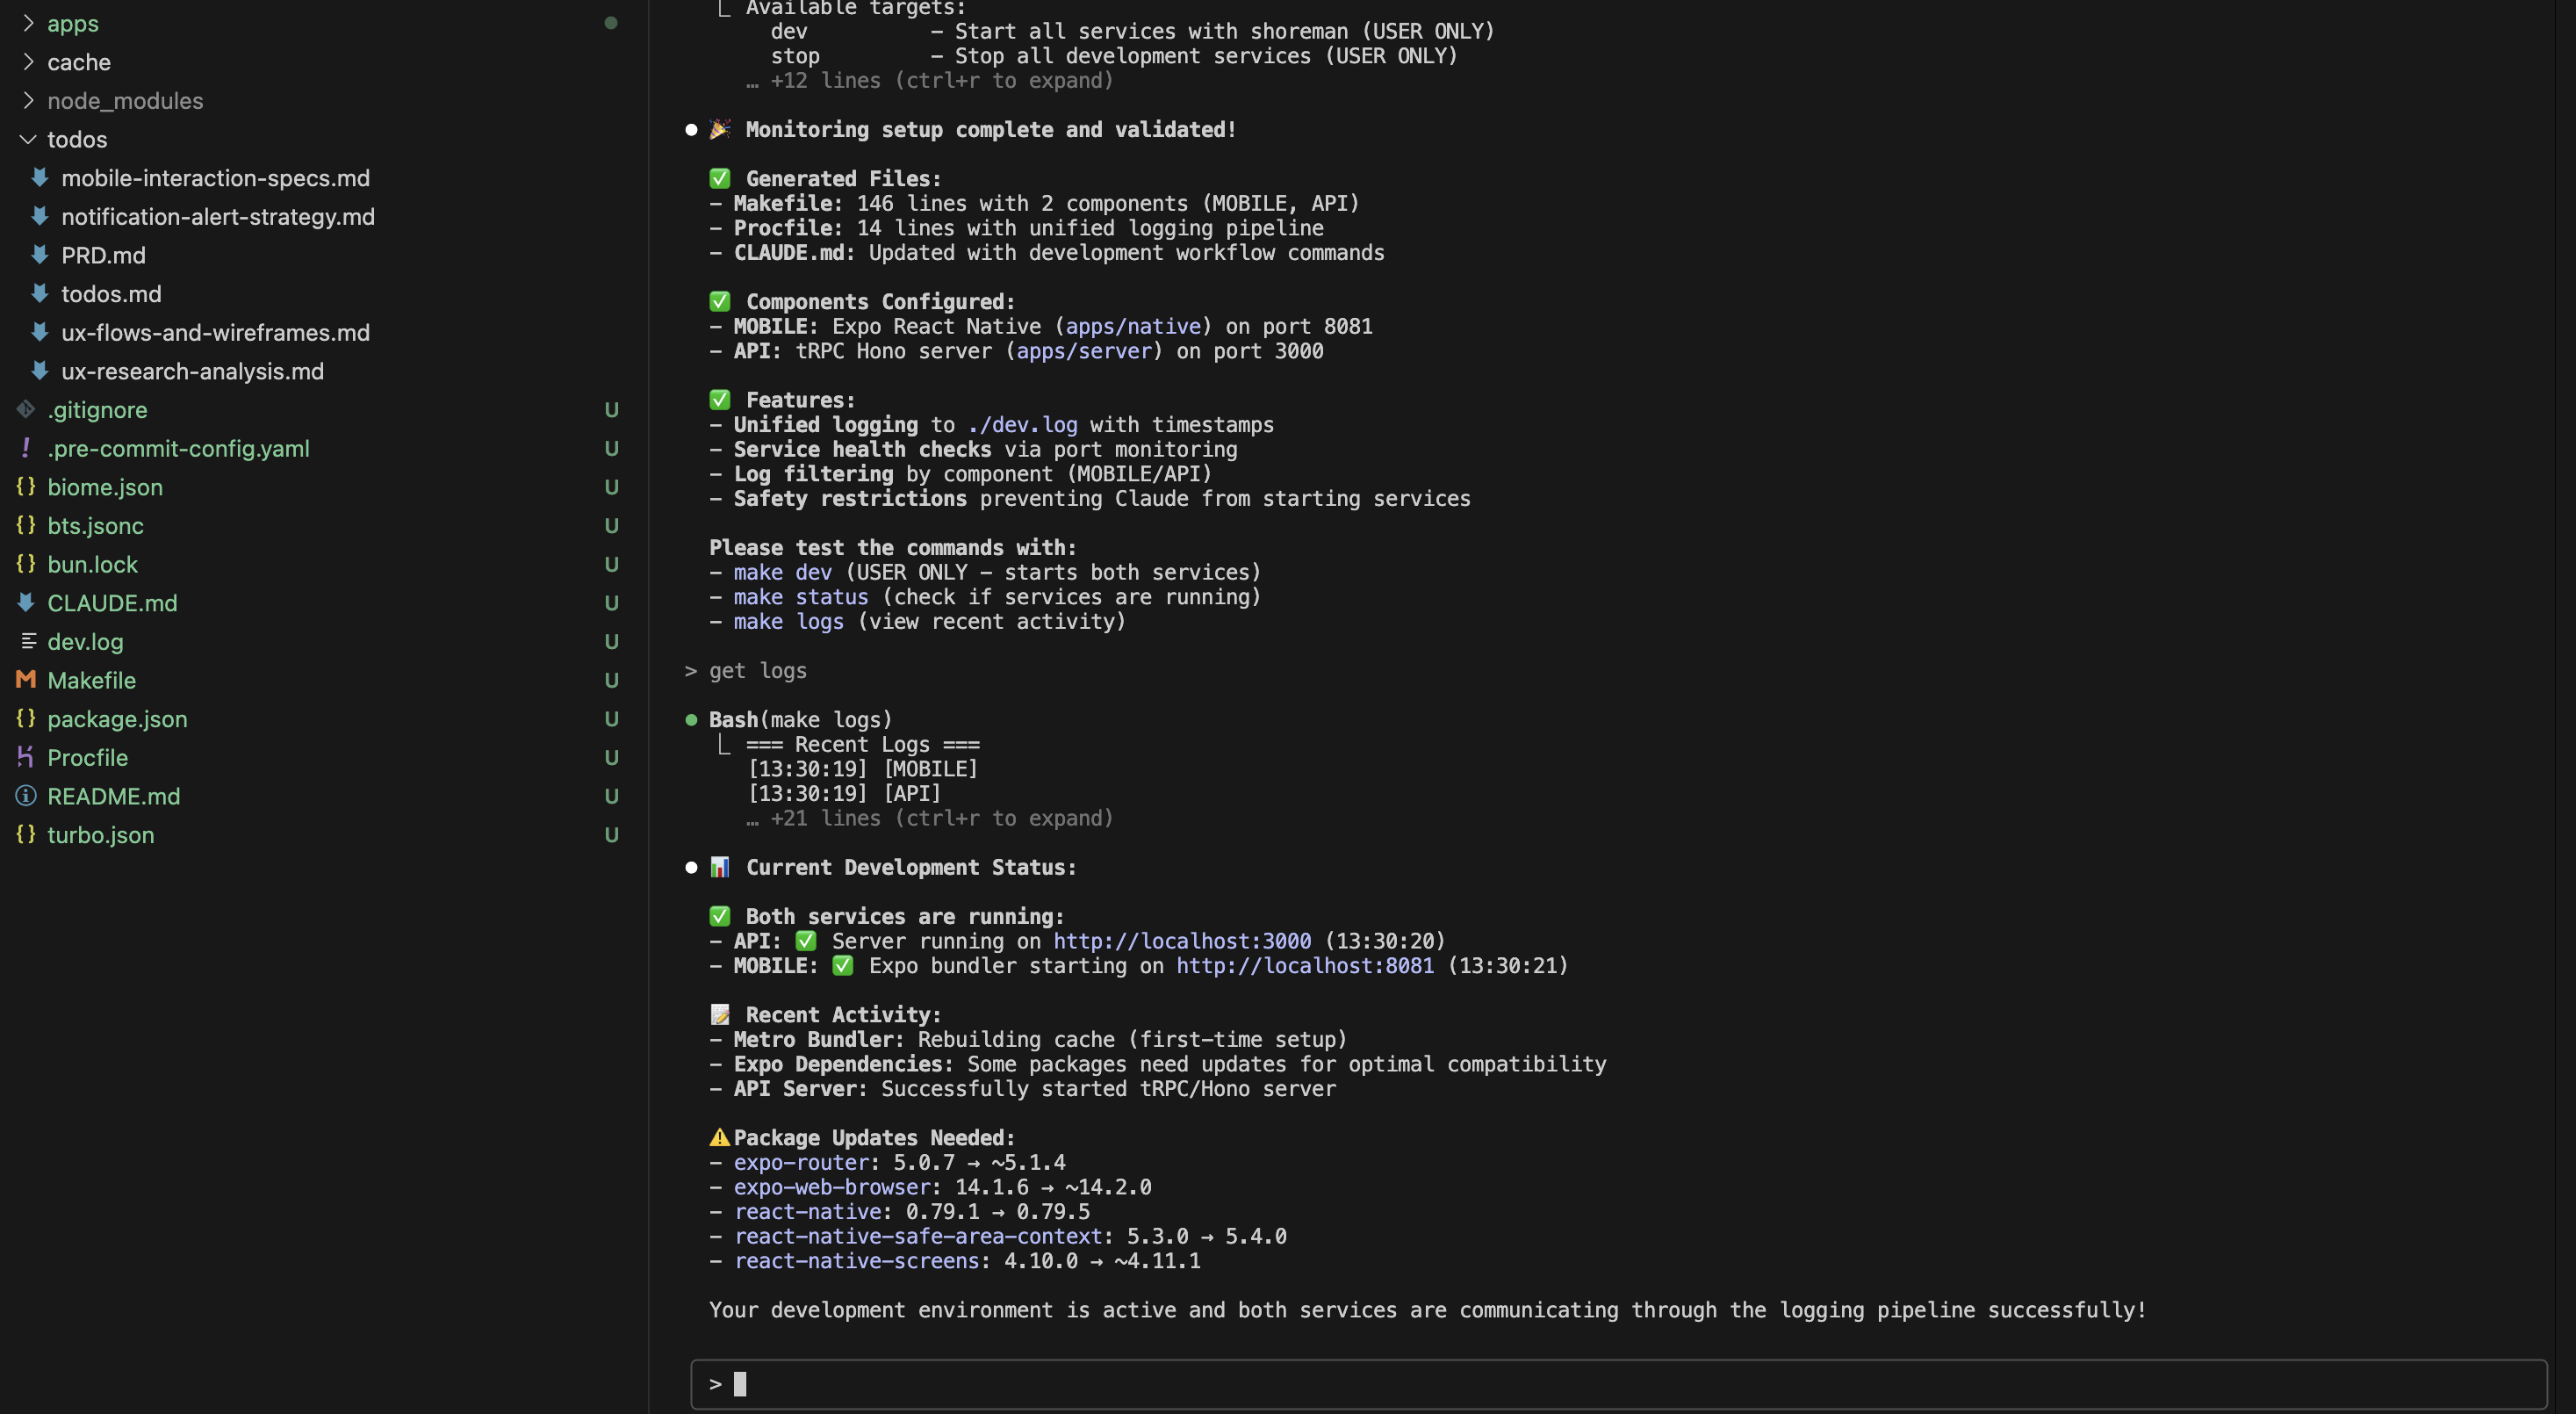 apps
cache
node_modules
todos
mobile-interaction-specs.md
notification-alert-strategy.md
PRD.md
todos.md
ux-flows-and-wireframes.md
ux-research-analysis.md
.gitignore U
.pre-commit-config.yaml U
biome.json U
bts.jsonc U
bun.lock U
CLAUDE.md U
dev.log U
Makefile U
package.json U
Procfile U
README.md U
turbo.json U
Available targets:
dev – Start all services with shoreman (USER ONLY)
stop – Stop all development services (USER ONLY)
… +12 lines (ctrl+r to expand)
🎉 Monitoring setup complete and validated!
✅ Generated Files:
– Makefile: 146 lines with 2 components (MOBILE, API)
– Procfile: 14 lines with unified logging pipeline
– CLAUDE.md: Updated with development workflow commands
✅ Components Configured:
– MOBILE: Expo React Native (apps/native) on port 8081
– API: tRPC Hono server (apps/server) on port 3000
✅ Features:
– Unified logging to ./dev.log with timestamps
– Service health checks via port monitoring
– Log filtering by component (MOBILE/API)
– Safety restrictions preventing Claude from starting services
Please test the commands with:
– make dev (USER ONLY – starts both services)
– make status (check if services are running)
– make logs (view recent activity)
> get logs
Bash(make logs)
=== Recent Logs ===
[13:30:19] [MOBILE]
[13:30:19] [API]
… +21 lines (ctrl+r to expand)
📊 Current Development Status:
✅ Both services are running:
– API: ✅ Server running on http://localhost:3000 (13:30:20)
– MOBILE: ✅ Expo bundler starting on http://localhost:8081 (13:30:21)
📝 Recent Activity:
– Metro Bundler: Rebuilding cache (first-time setup)
– Expo Dependencies: Some packages need updates for optimal compatibility
– API Server: Successfully started tRPC/Hono server
⚠️ Package Updates Needed:
– expo-router: 5.0.7 → ~5.1.4
– expo-web-browser: 14.1.6 → ~14.2.0
– react-native: 0.79.1 → 0.79.5
– react-native-safe-area-context: 5.3.0 → 5.4.0
– react-native-screens: 4.10.0 → ~4.11.1
Your development environment is active and both services are communicating through the logging pipeline successfully!
>